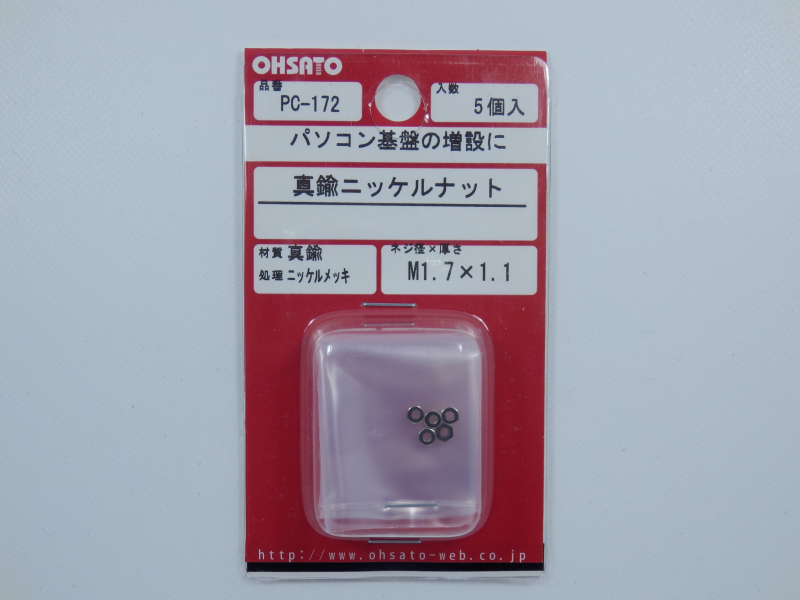 OHSATO
品番
PC-172
入数
5個入
パソコン基盤の増設に
真鍮ニッケルナット
材質 真鍮
処理 ニッケルメッキ
ネジ径×厚さ
M1.7×1.1
http://www.ohsato-web.co.jp